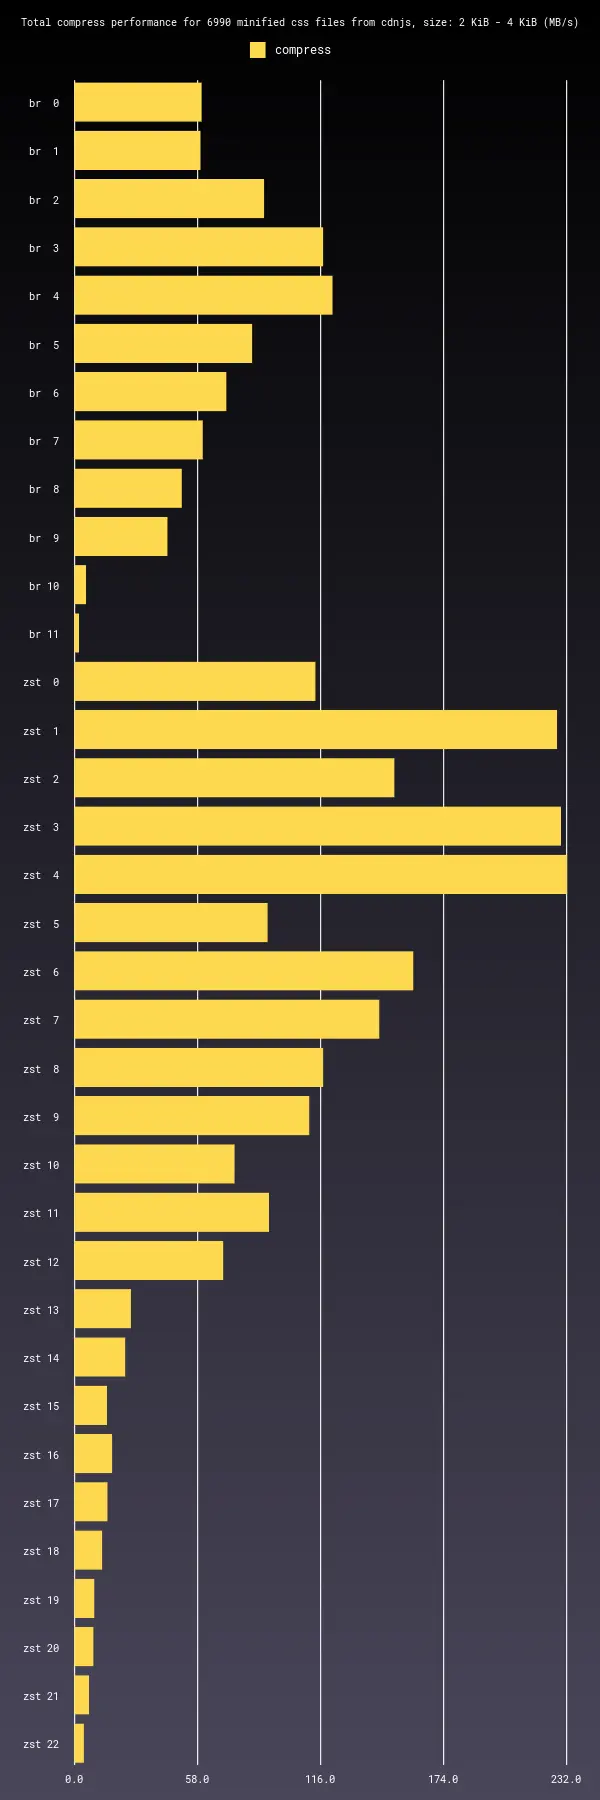 Total compress performance for 6990 minified css files from cdnjs, size: 2 KiB - 4 KiB (MB/s)
compress
br 0
br 1
br 2
br 3
br 4
br 5
br 6
br 7
br 8
br 9
br 10
br 11
zst 0
zst 1
zst 2
zst 3
zst 4
zst 5
zst 6
zst 7
zst 8
zst 9
zst 10
zst 11
zst 12
zst 13
zst 14
zst 15
zst 16
zst 17
zst 18
zst 19
zst 20
zst 21
zst 22
0.0 58.0 116.0 174.0 232.0